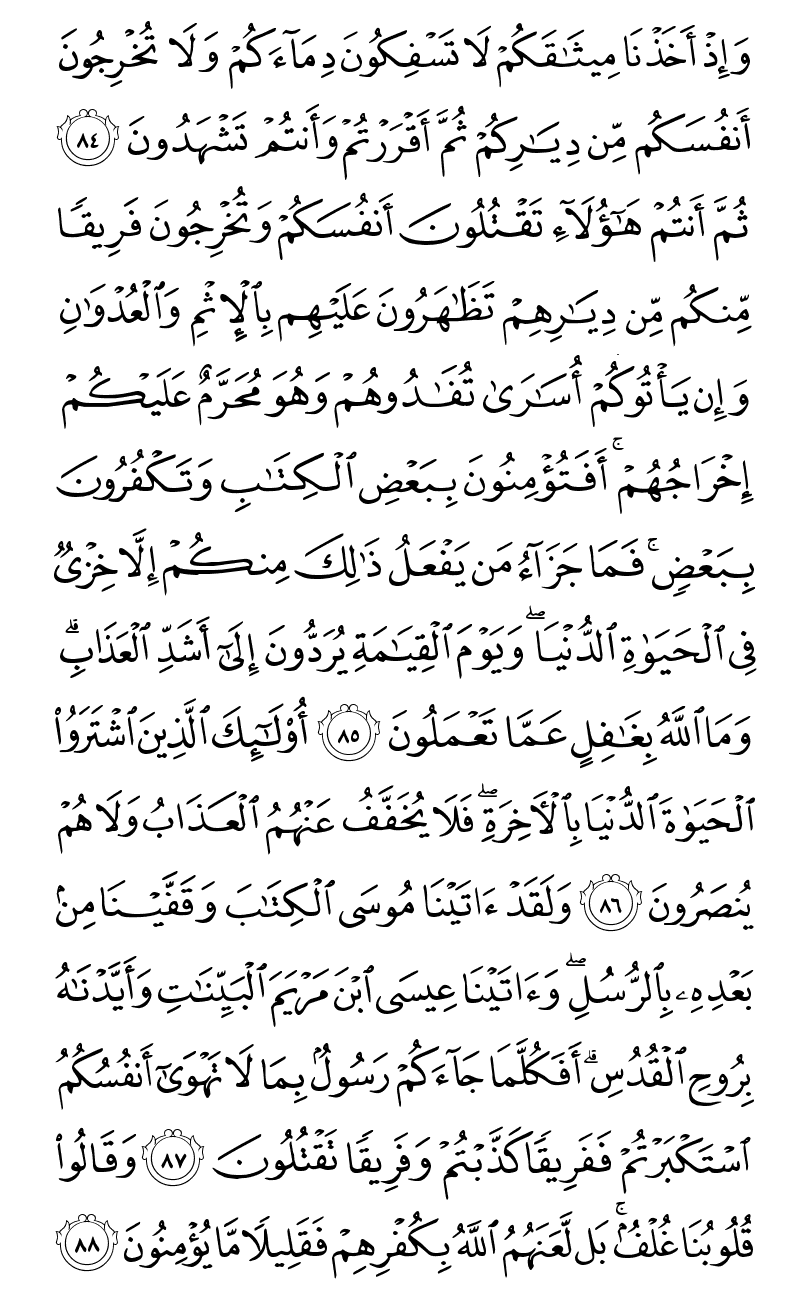 وَإِذْ أَخَذْنَا مِيثَـٰقَكُمْ لَا تَسْفِكُونَ دِمَآءَكُمْ وَلَا تُخْرِجُونَ
أَنفُسَكُم مِّن دِيَـٰرِكُمْ ثُمَّ أَقْرَرْتُمْ وَأَنتُمْ تَشْهَدُونَ ٨٤
ثُمَّ أَنتُمْ هَـٰٓؤُلَآءِ تَقْتُلُونَ أَنفُسَكُمْ وَتُخْرِجُونَ فَرِيقًا
مِّنكُم مِّن دِيَـٰرِهِمْ تَظَـٰهَرُونَ عَلَيْهِم بِٱلْإِثْمِ وَٱلْعُدْوَٰنِ
وَإِن يَأْتُوكُمْ أُسَـٰرَىٰ تُفَـٰدُوهُمْ وَهُوَ مُحَرَّمٌ عَلَيْكُمْ
إِخْرَاجُهُمْ ۚ أَفَتُؤْمِنُونَ بِبَعْضِ ٱلْكِتَـٰبِ وَتَكْفُرُونَ
بِبَعْضٍ ۚ فَمَا جَزَآءُ مَن يَفْعَلُ ذَٰلِكَ مِنكُمْ إِلَّا خِزْىٌ
فِى ٱلْحَيَوٰةِ ٱلدُّنْيَا ۖ وَيَوْمَ ٱلْقِيَـٰمَةِ يُرَدُّونَ إِلَىٰٓ أَشَدِّ ٱلْعَذَابِ ۗ
وَمَا ٱللَّهُ بِغَـٰفِلٍ عَمَّا تَعْمَلُونَ ٨٥ أُو۟لَـٰٓئِكَ ٱلَّذِينَ ٱشْتَرَوُا۟
ٱلْحَيَوٰةَ ٱلدُّنْيَا بِٱلْـَٔاخِرَةِ ۖ فَلَا يُخَفَّفُ عَنْهُمُ ٱلْعَذَابُ وَلَا هُمْ
يُنصَرُونَ ٨٦ وَلَقَدْ ءَاتَيْنَا مُوسَى ٱلْكِتَـٰبَ وَقَفَّيْنَا مِنۢ
بَعْدِهِۦ بِٱلرُّسُلِ ۖ وَءَاتَيْنَا عِيسَى ٱبْنَ مَرْيَمَ ٱلْبَيِّنَـٰتِ وَأَيَّدْنَـٰهُ
بِرُوحِ ٱلْقُدُسِ ۗ أَفَكُلَّمَا جَآءَكُمْ رَسُولٌۢ بِمَا لَا تَهْوَىٰٓ أَنفُسُكُمُ
ٱسْتَكْبَرْتُمْ فَفَرِيقًا كَذَّبْتُمْ وَفَرِيقًا تَقْتُلُونَ ٨٧ وَقَالُوا۟
قُلُوبُنَا غُلْفٌۢ ۚ بَل لَّعَنَهُمُ ٱللَّهُ بِكُفْرِهِمْ فَقَلِيلًا مَّا يُؤْمِنُونَ ٨٨